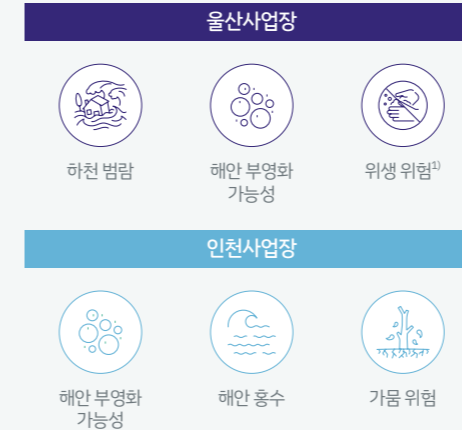 울산사업장
하천 범람
해안 부영화
가능성
위생 위험1)
인천사업장
해안 부영화
가능성
해안 홍수
가뭄 위험